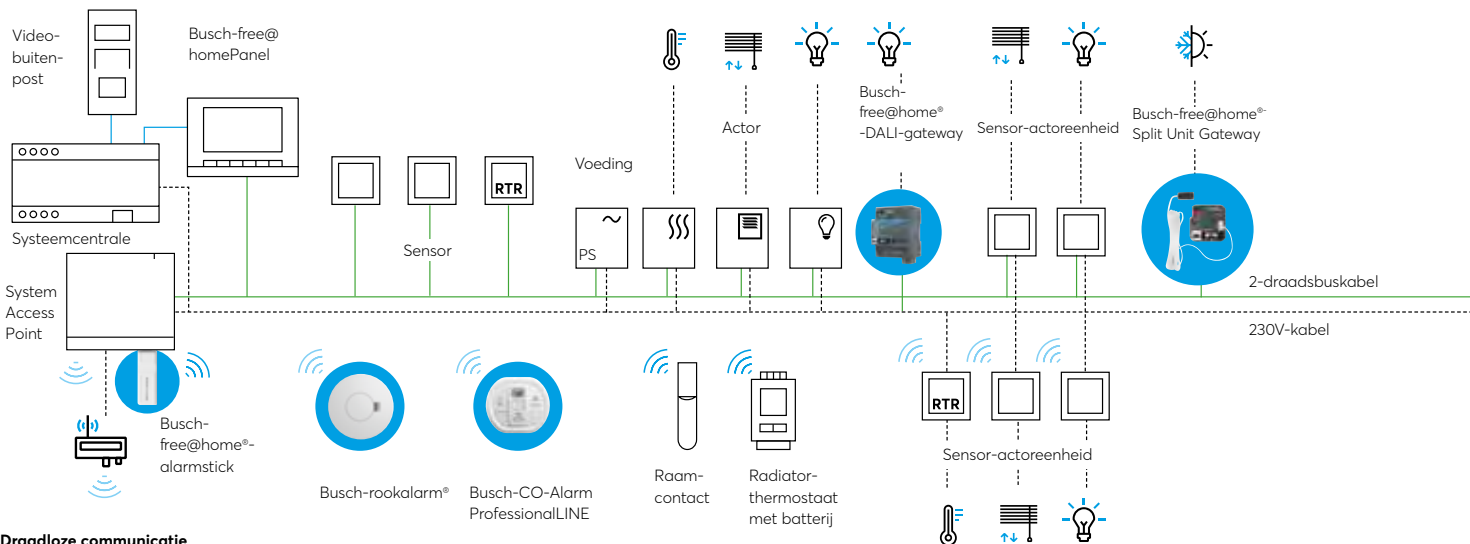 Video-
buiten-
post
Busch-free@
homePanel
Systeemcentrale
System
Access
Point
Sensor
RTR
Voeding
PS
Actor
Busch-
free@home®
-DALI-gateway
Sensor-actoreenheid
Busch-free@home®-
Split Unit Gateway
2-draadsbuskabel
230V-kabel
Busch-
free@home®-
alarmstick
Busch-rookalarm®
Busch-CO-Alarm
ProfessionalLINE
Raam-
contact
Radiator-
thermostaat
met batterij
RTR
Sensor-actoreenheid
Draadloze communicatie